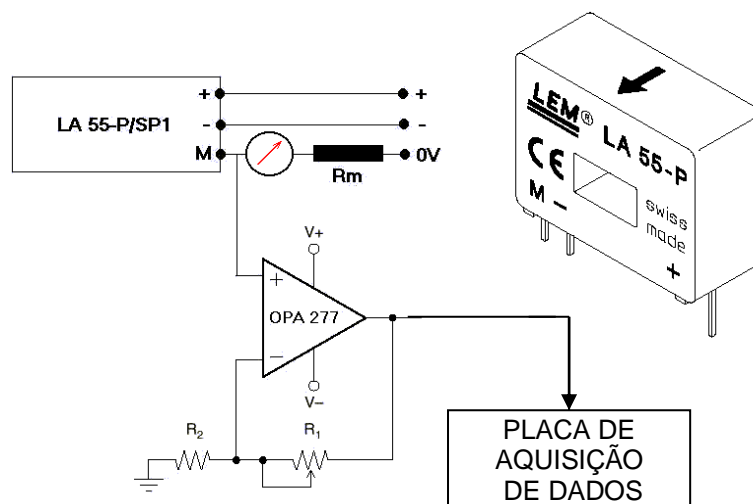 + +
LA 55-P/SP1
- -
M 0V
Rm
LEM® LA 55-P
CE
M -
swiss
made
+
V+
+
OPA 277
-
V-
R2
R1
PLACA DE
AQUISIÇÃO
DE DADOS